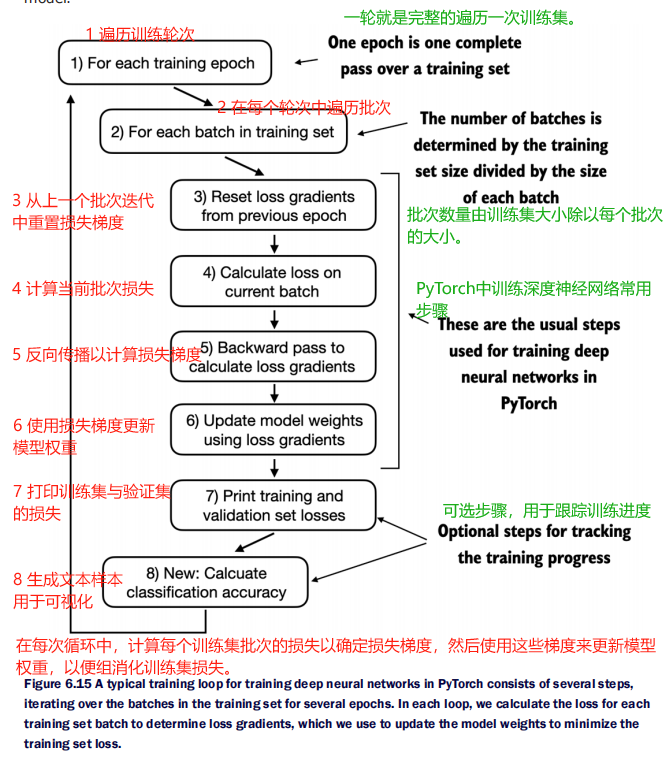 model.
一轮就是完整的遍历一次训练集。
1 遍历训练轮次
One epoch is one complete
pass over a training set
1) For each training epoch
2 在每个轮次中遍历批次
2) For each batch in training set
The number of batches is
determined by the training
set size divided by the size
of each batch
批次数量由训练集大小除以每个批次
的大小。
3 从上一个批次迭代
中重置损失梯度
3) Reset loss gradients
from previous epoch
4 计算当前批次损失
4) Calculate loss on
current batch
PyTorch中训练深度神经网络常用
步骤
These are the usual steps
used for training deep
neural networks in
PyTorch
5 反向传播以计算损失梯度
5) Backward pass to
calculate loss gradients
6 使用损失梯度更新
模型权重
6) Update model weights
using loss gradients
7 打印训练集与验证集
的损失
7) Print training and
validation set losses
可选步骤，用于跟踪训练进度
Optional steps for tracking
the training progress
8 生成文本样本
用于可视化
8) New: Calcuate
classification accuracy
在每次循环中，计算每个训练集批次的损失以确定损失梯度，然后使用这些梯度来更新模型
权重，以便组消化训练集损失。
Figure 6.15 A typical training loop for training deep neural networks in PyTorch consists of several steps,
iterating over the batches in the training set for several epochs. In each loop, we calculate the loss for each
training set batch to determine loss gradients, which we use to update the model weights to minimize the
training set loss.